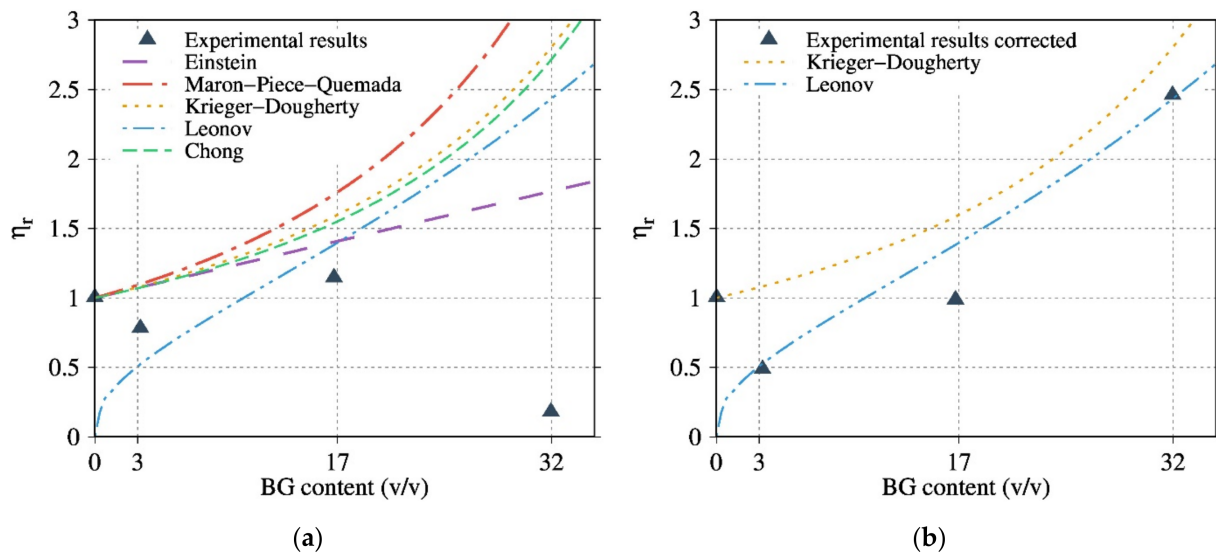 3
2.5
2
1.5
1
0.5
0
ηr
Experimental results
Einstein
Maron−Piece−Quemada
Krieger−Dougherty
Leonov
Chong
0 3 17 32
BG content (v/v)
(a)
3
2.5
2
1.5
1
0.5
0
ηr
Experimental results corrected
Krieger−Dougherty
Leonov
0 3 17 32
BG content (v/v)
(b)